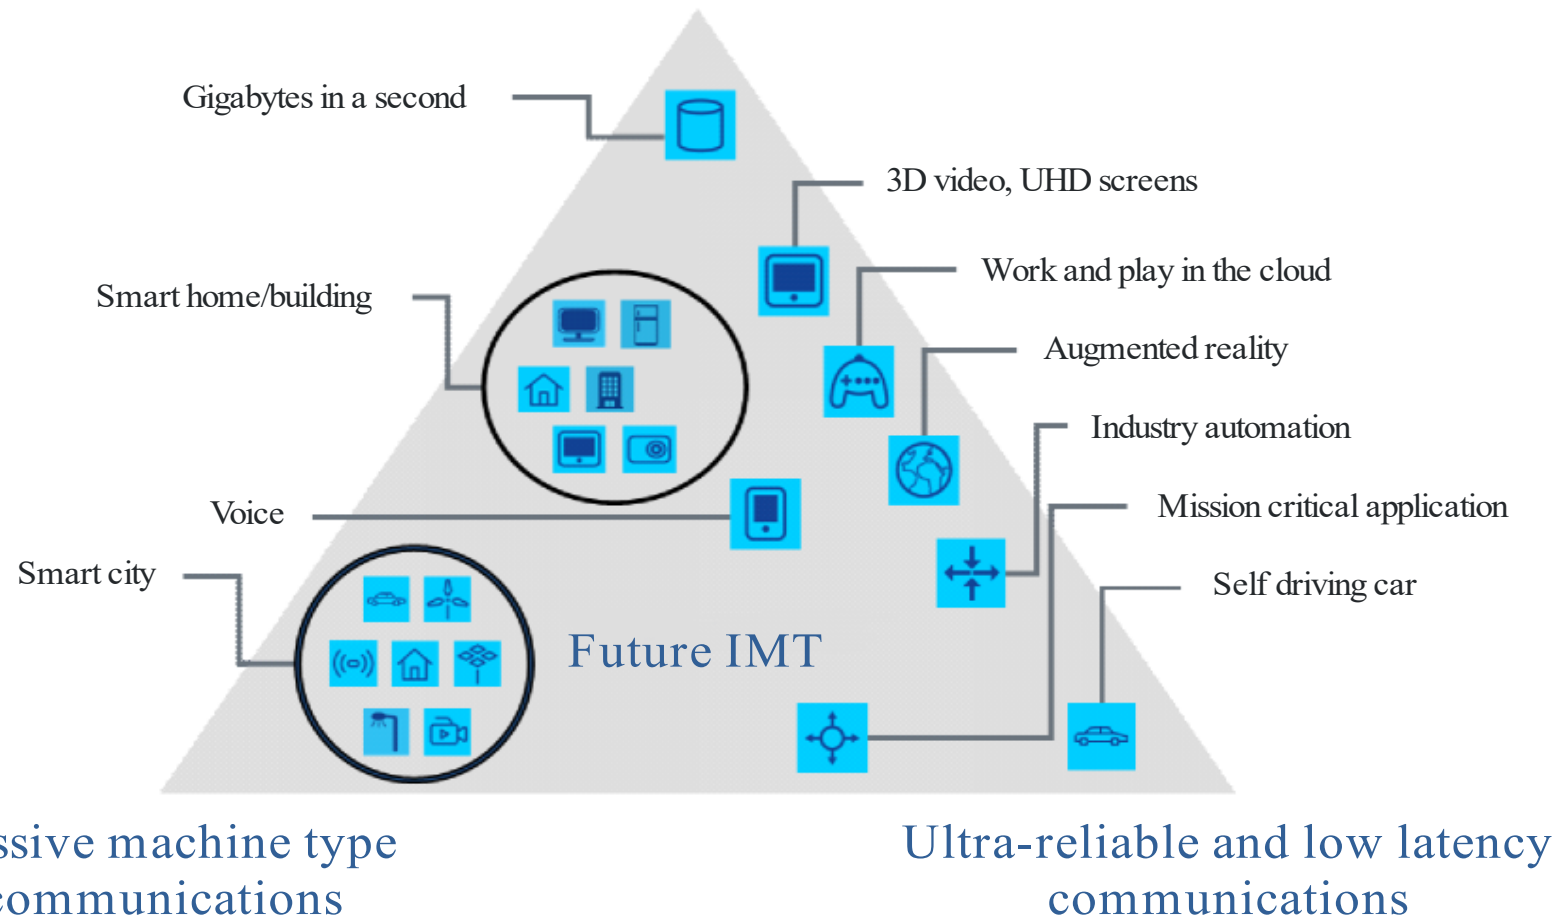 Gigabytes in a second
3D video, UHD screens
Work and play in the cloud
Smart home/building
Augmented reality
Industry automation
Mission critical application
Voice
Smart city
Self driving car
Future IMT
ssive machine type
communications
Ultra-reliable and low latency
communications